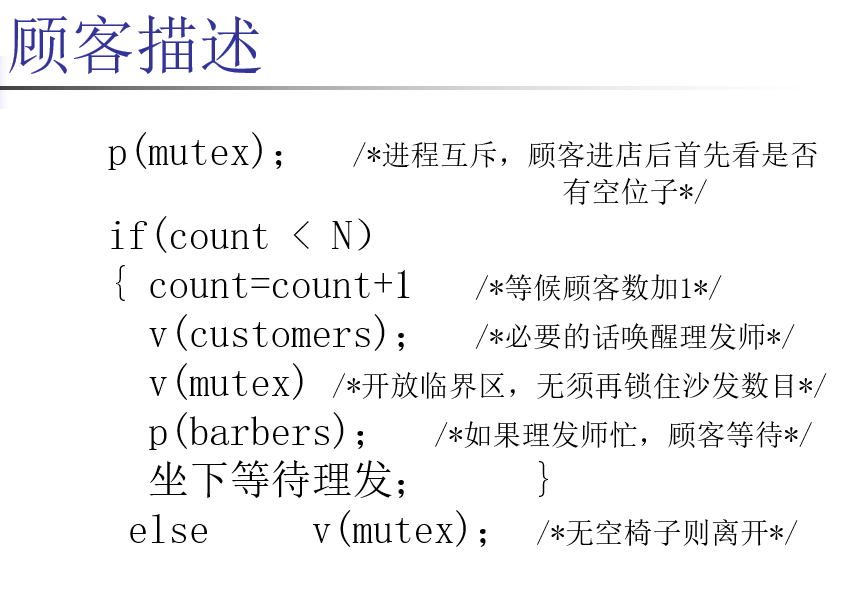 顾客描述
p(mutex); /*进程互斥，顾客进店后首先看是否
有空位子*/
if(count < N)
{ count=count+1 /*等候顾客数加1*/
v(customers); /*必要的话唤醒理发师*/
v(mutex) /*开放临界区，无须再锁住沙发数目*/
p(barbers); /*如果理发师忙，顾客等待*/
坐下等待理发; }
else v(mutex); /*无空椅子则离开*/